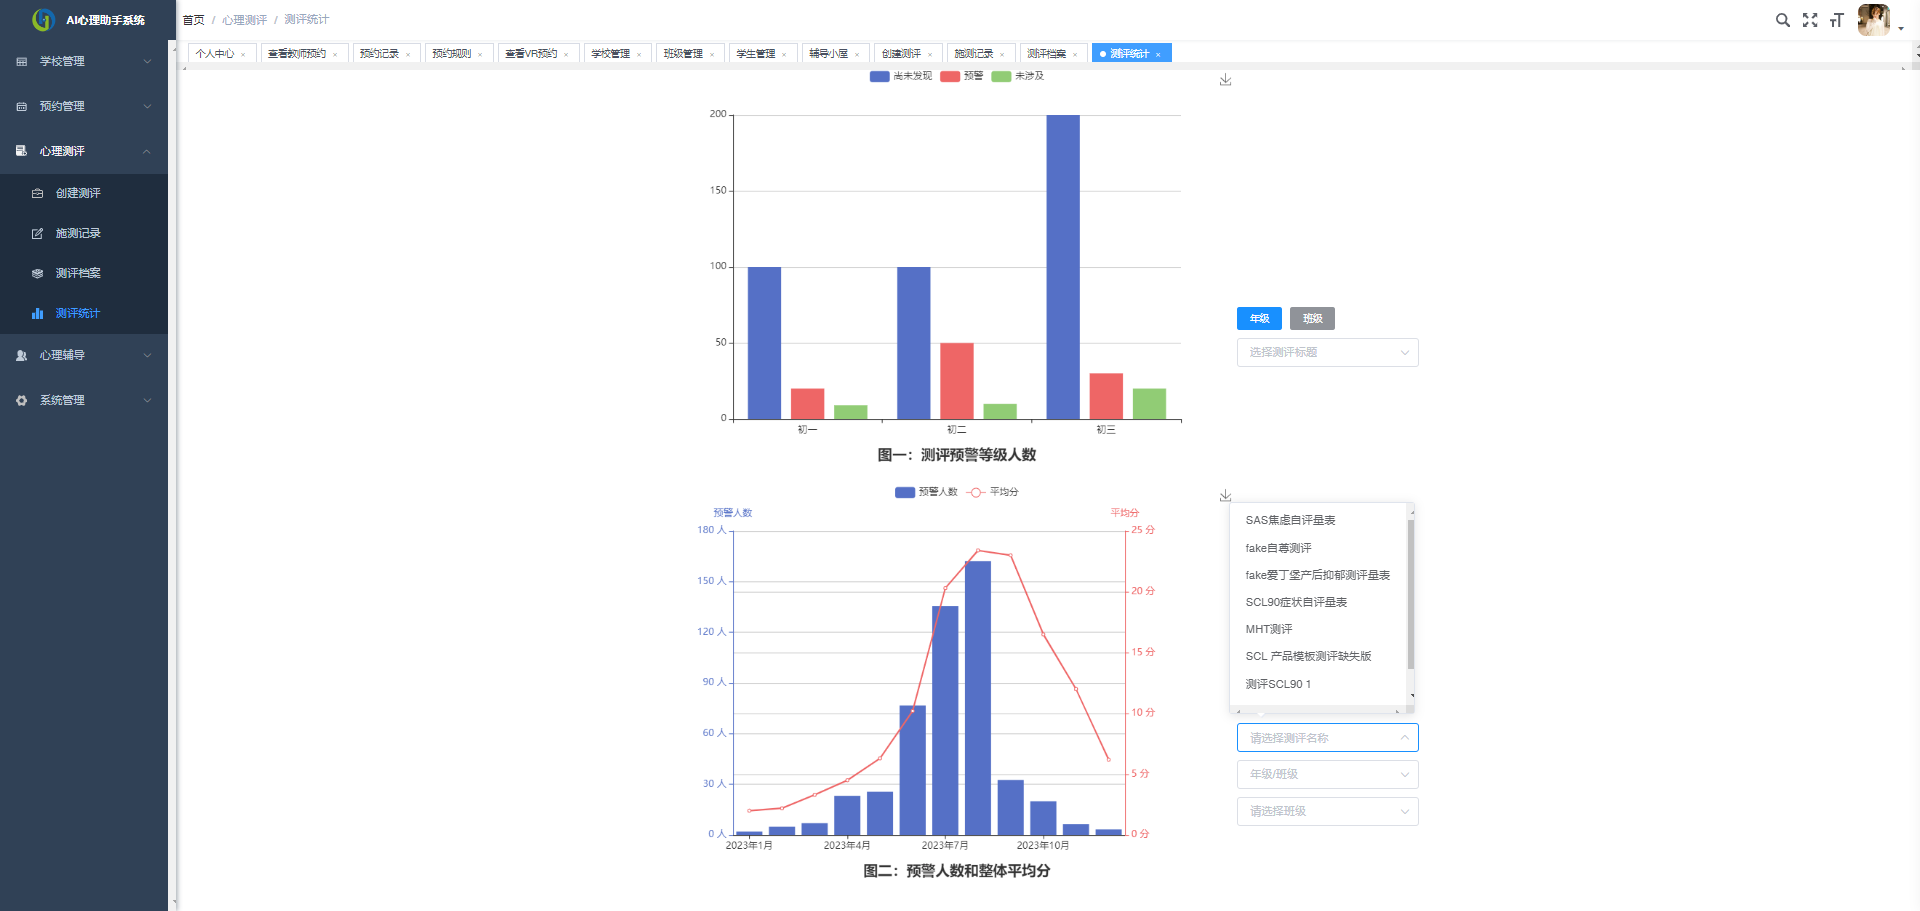 AI心理助手系统
首页 / 心理测评 / 测评统计
个人中心 × 查看教师预约 × 预约记录 × 预约规则 × 查看VR预约 × 学校管理 × 班级管理 × 学生管理 × 辅导小屋 × 创建测评 × 施测记录 × 测评档案 × 测评统计 ×
学校管理
预约管理
心理测评
创建测评
施测记录
测评档案
测评统计
心理辅导
系统管理
尚未发现 预警 未涉及
200
150
100
50
0
初一 初二 初三
图一：测评预警等级人数
年级 班级
选择测评标题
预警人数 平均分
预警人数 平均分
180 人 25 分
150 人 20 分
120 人 15 分
90 人 10 分
60 人 5 分
30 人 0 分
0 人
2023年1月 2023年4月 2023年7月 2023年10月
图二：预警人数和整体平均分
SAS焦虑自评量表
fake自尊测评
fake爱丁堡产后抑郁测评量表
SCL90症状自评量表
MHT测评
SCL 产品模板测评缺失版
测评SCL90 1
请选择测评名称
年级/班级
请选择班级